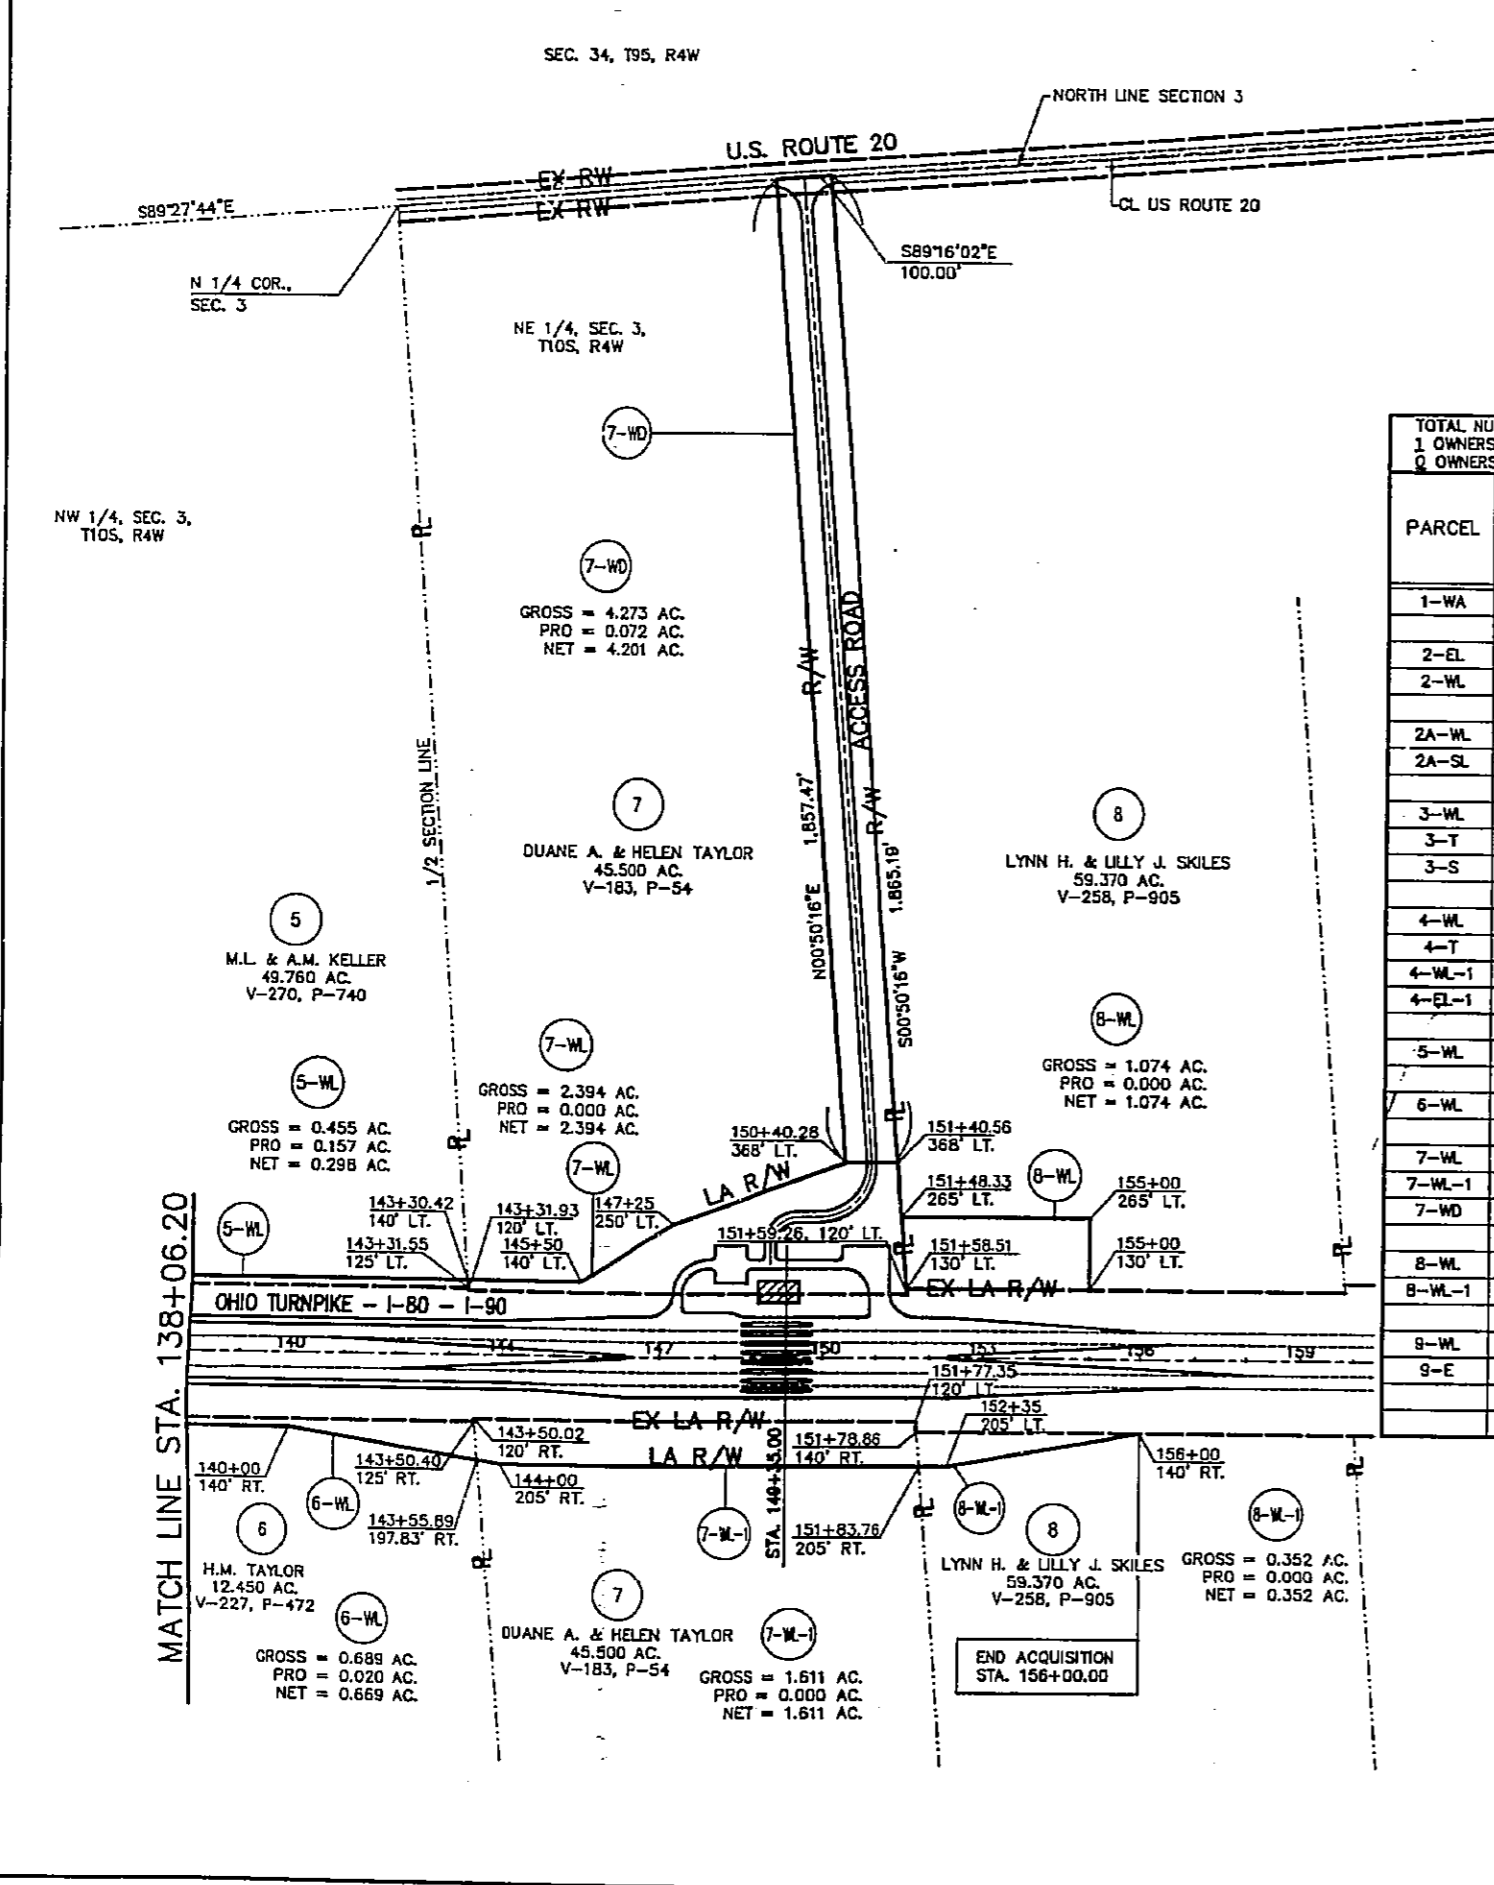 SEC. 34, T95, R4W
NORTH LINE SECTION 3
U.S. ROUTE 20
EX RW
EX RW
S89°27'44"E
CL US ROUTE 20
S89°16'02"E
100.00'
N 1/4 COR.,
SEC. 3
NE 1/4, SEC. 3,
T10S, R4W
7-WD
TOTAL NU
1 OWNERS
0 OWNERS
PARCEL
NW 1/4, SEC. 3,
T10S, R4W
PL
7-WD
GROSS = 4.273 AC.
PRO = 0.072 AC.
NET = 4.201 AC.
R/W
ACCESS ROAD
R/W
1/2 SECTION LINE
1,857.47'
N00°50'16"E
1,865.19'
S00°50'16"W
1-WA
2-EL
2-WL
2A-WL
2A-SL
3-WL
3-T
3-S
4-WL
4-T
4-WL-1
4-EL-1
5-WL
6-WL
7-WL
7-WL-1
7-WD
8-WL
8-WL-1
9-WL
9-E
7
DUANE A. & HELEN TAYLOR
45.500 AC.
V-183, P-54
8
LYNN H. & LILLY J. SKILES
59.370 AC.
V-258, P-905
5
M.L. & A.M. KELLER
49.760 AC.
V-270, P-740
7-WL
GROSS = 2.394 AC.
PRO = 0.000 AC.
NET = 2.394 AC.
8-WL
GROSS = 1.074 AC.
PRO = 0.000 AC.
NET = 1.074 AC.
5-WL
GROSS = 0.455 AC.
PRO = 0.157 AC.
NET = 0.298 AC.
PL
PL
150+40.28
368' LT.
151+40.56
368' LT.
7-WL
LA R/W
8-WL
151+48.33
265' LT.
155+00
265' LT.
5-WL
143+30.42
140' LT.
143+31.93
120' LT.
147+25
250' LT.
143+31.55
125' LT.
145+50
140' LT.
151+59.26, 120' LT.
PL
151+58.51
130' LT.
155+00
130' LT.
PL
EX LA R/W
OHIO TURNPIKE - I-80 - I-90
MATCH LINE STA. 138+06.20
140
144
147
150
153
156
159
151+77.35
120' LT.
152+35
205' LT.
EX LA R/W
LA R/W
143+50.02
120' RT.
151+78.86
140' RT.
156+00
140' RT.
140+00
140' RT.
143+50.40
125' RT.
144+00
205' RT.
6-WL
143+55.89
197.83' RT.
STA. 149+35.00
7-WL-1
151+83.76
205' RT.
PL
8-WL-1
PL
PL
6
H.M. TAYLOR
12.450 AC.
V-227, P-472
8
LYNN H. & LILLY J. SKILES
59.370 AC.
V-258, P-905
8-WL-1
GROSS = 0.352 AC.
PRO = 0.000 AC.
NET = 0.352 AC.
6-WL
GROSS = 0.689 AC.
PRO = 0.020 AC.
NET = 0.669 AC.
7
DUANE A. & HELEN TAYLOR
45.500 AC.
V-183, P-54
7-WL-1
GROSS = 1.611 AC.
PRO = 0.000 AC.
NET = 1.611 AC.
END ACQUISITION
STA. 156+00.00